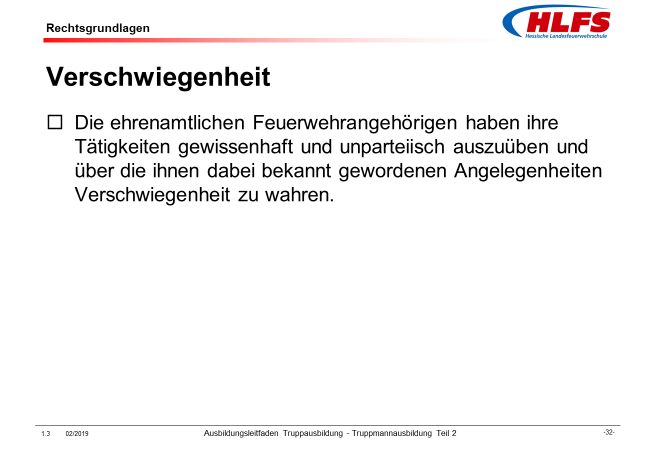 Rechtsgrundlagen
HLFS
Hessische Landesfeuerwehrschule
Verschwiegenheit
Die ehrenamtlichen Feuerwehrangehörigen haben ihre
Tätigkeiten gewissenhaft und unparteiisch auszuüben und
über die ihnen dabei bekannt gewordenen Angelegenheiten
Verschwiegenheit zu wahren.
1.3 02/2019 Ausbildungsleitfaden Truppausbildung - Truppmannausbildung Teil 2 -32-